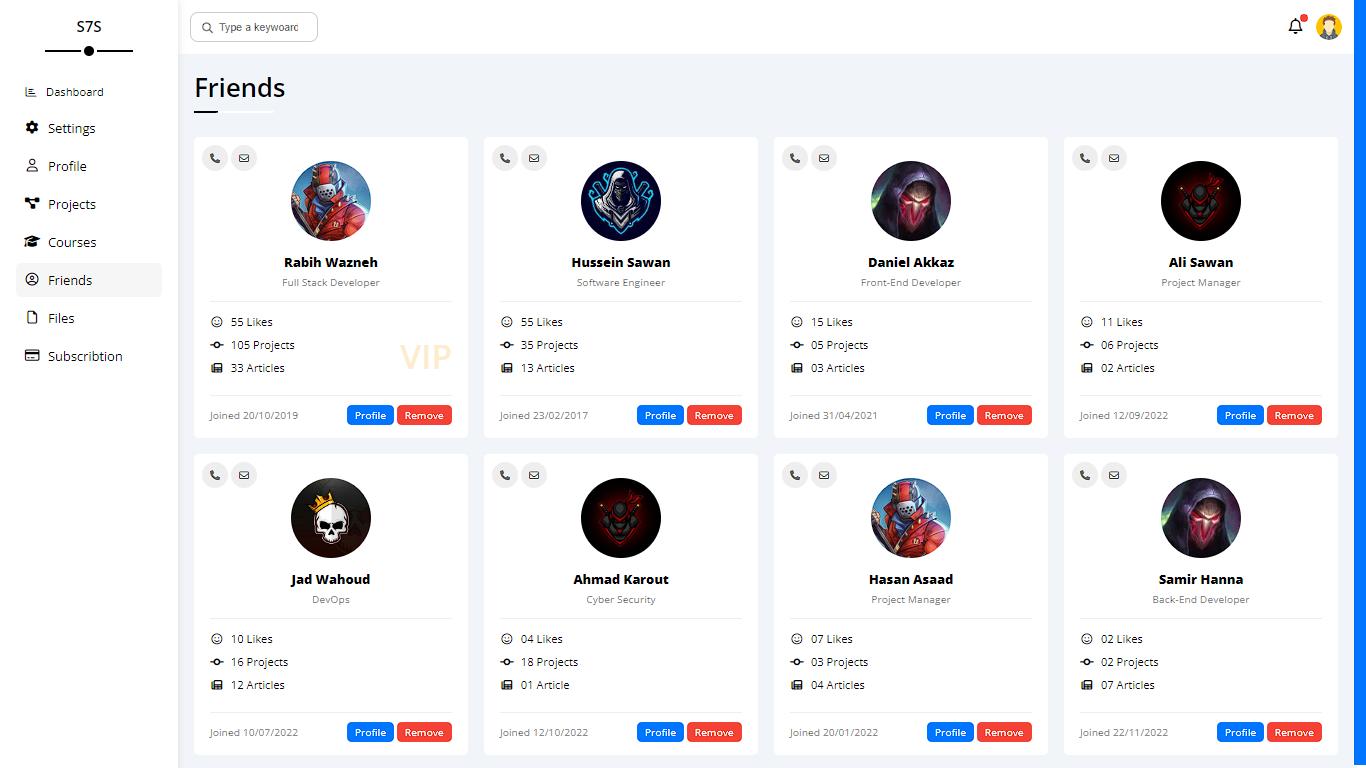 S7S
Type a keywoard
Dashboard
Settings
Profile
Projects
Courses
Friends
Files
Subscribtion
Friends
Rabih Wazneh
Full Stack Developer
55 Likes
105 Projects
33 Articles
VIP
Joined 20/10/2019 Profile Remove
Hussein Sawan
Software Engineer
55 Likes
35 Projects
13 Articles
Joined 23/02/2017 Profile Remove
Daniel Akkaz
Front-End Developer
15 Likes
05 Projects
03 Articles
Joined 31/04/2021 Profile Remove
Ali Sawan
Project Manager
11 Likes
06 Projects
02 Articles
Joined 12/09/2022 Profile Remove
Jad Wahoud
DevOps
10 Likes
16 Projects
12 Articles
Joined 10/07/2022 Profile Remove
Ahmad Karout
Cyber Security
04 Likes
18 Projects
01 Article
Joined 12/10/2022 Profile Remove
Hasan Asaad
Project Manager
07 Likes
03 Projects
04 Articles
Joined 20/01/2022 Profile Remove
Samir Hanna
Back-End Developer
02 Likes
02 Projects
07 Articles
Joined 22/11/2022 Profile Remove